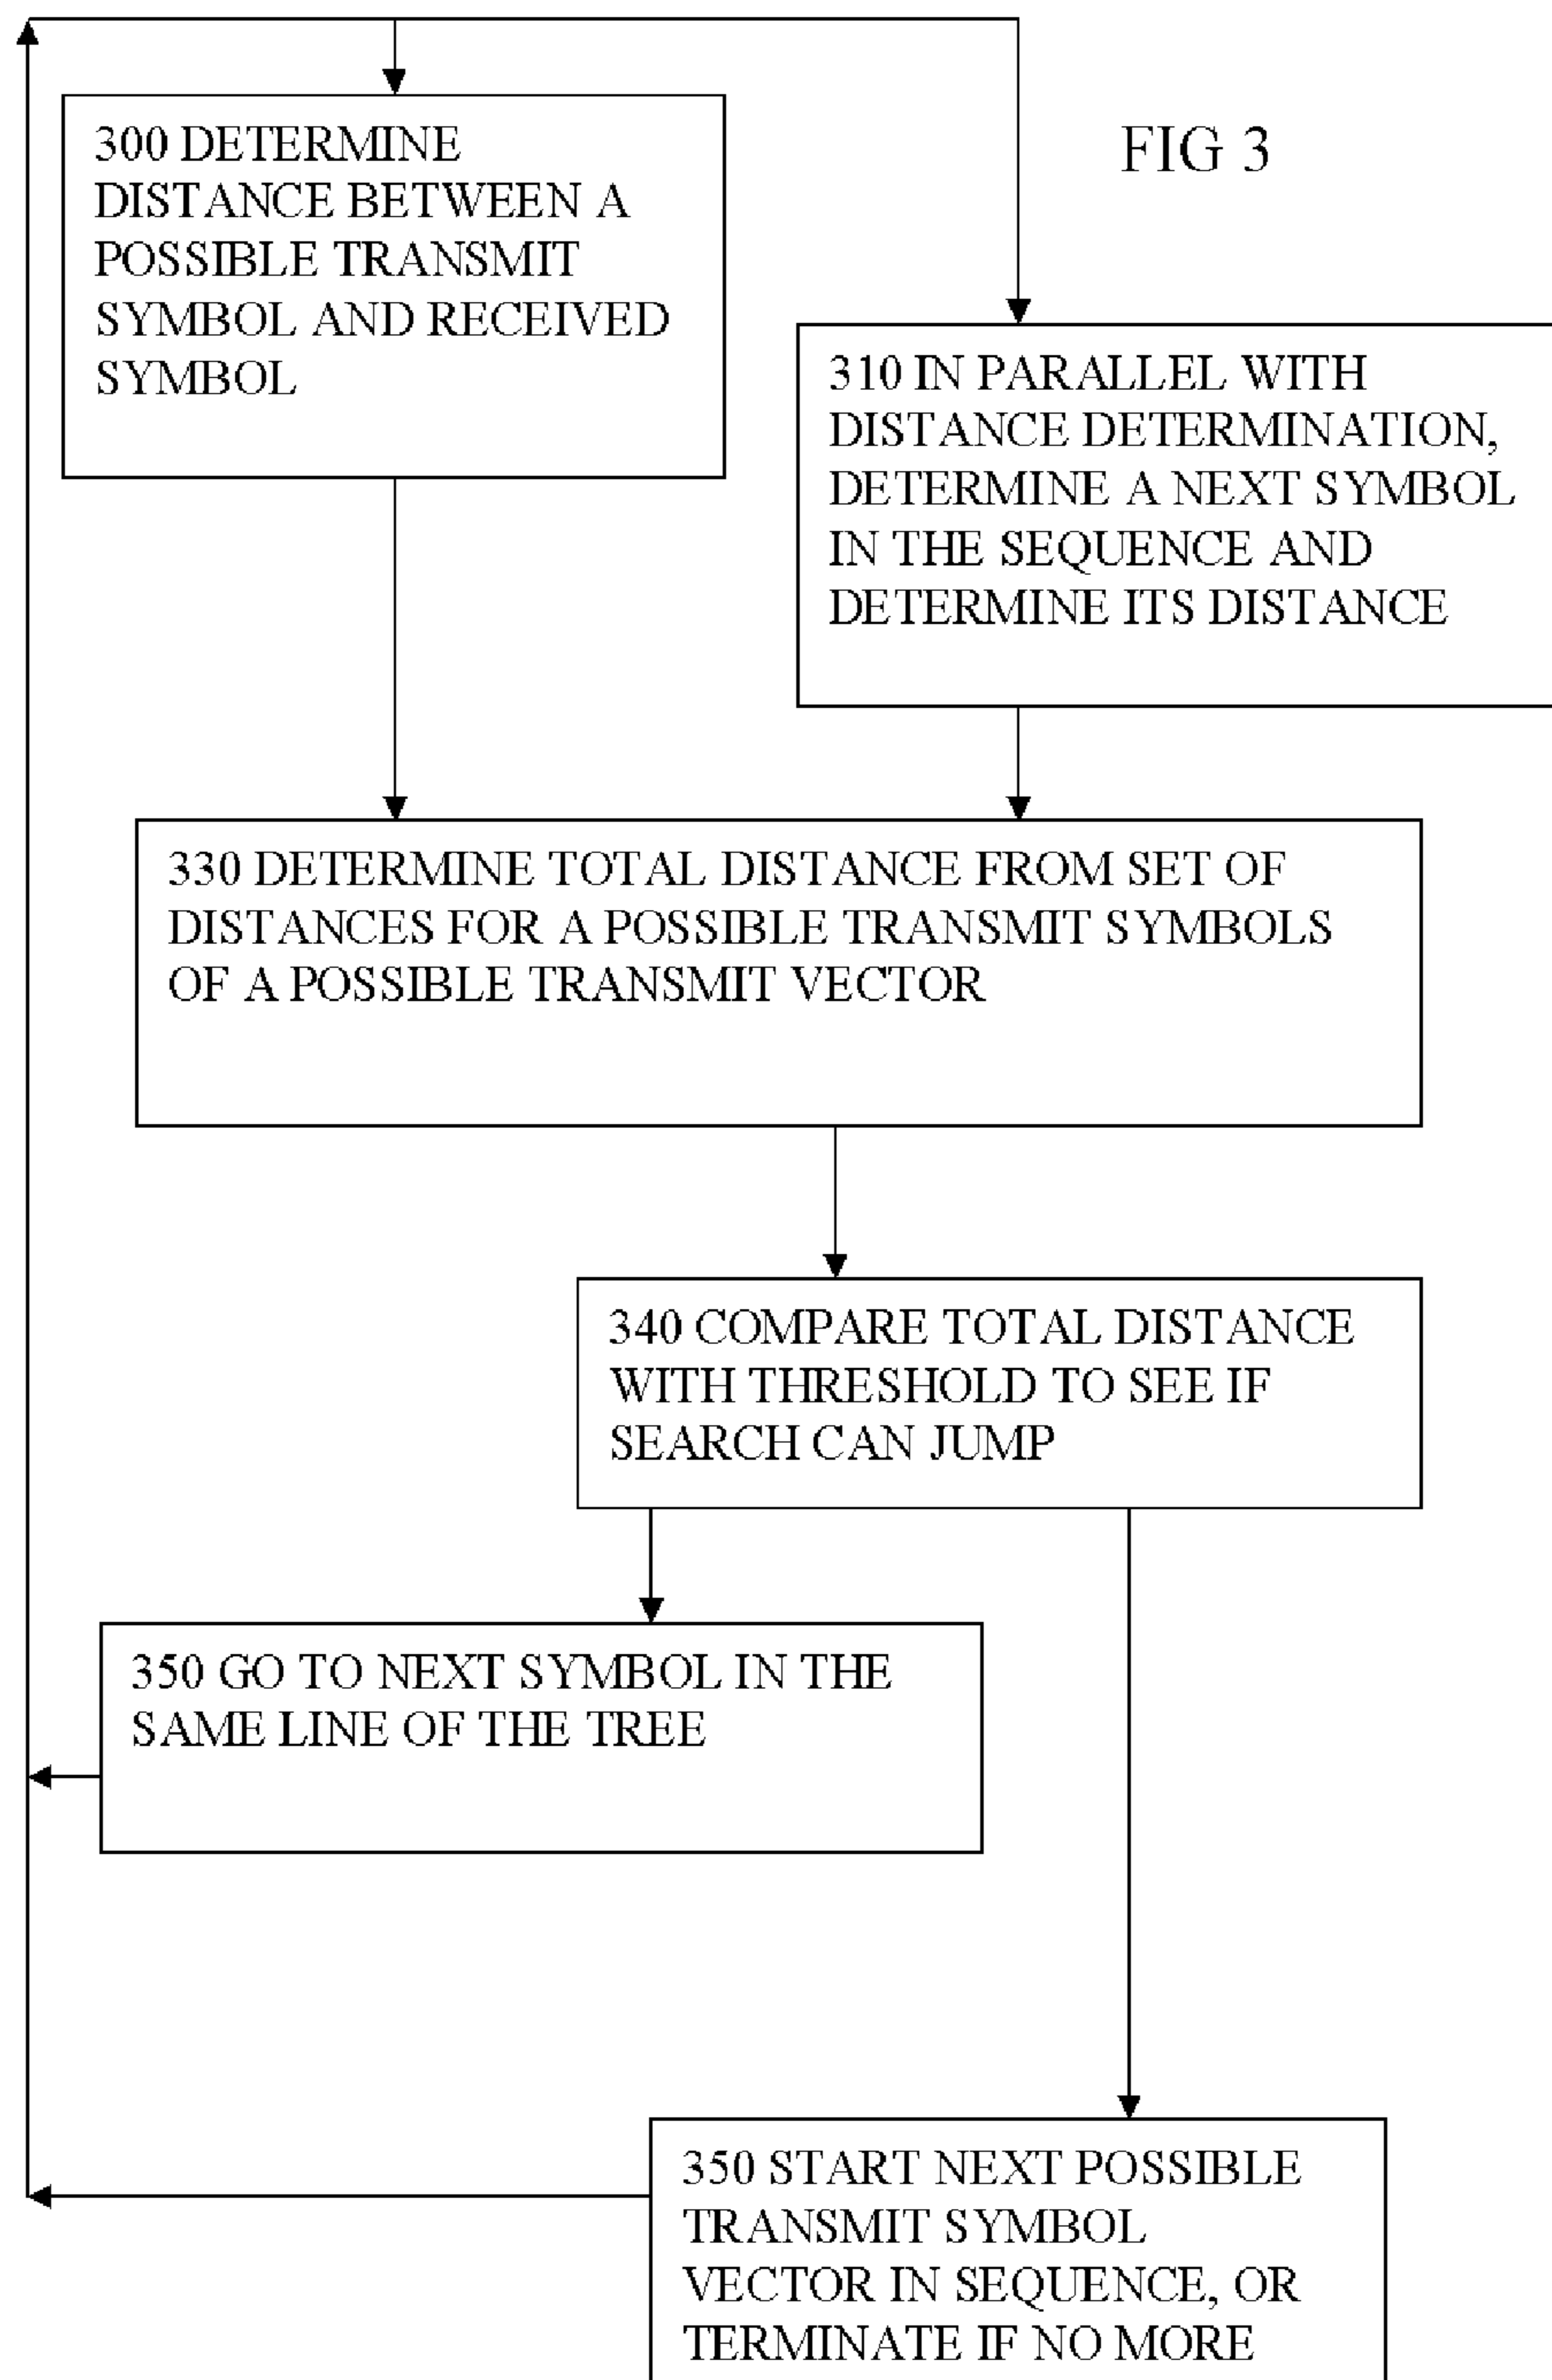 300 DETERMINE
DISTANCE BETWEEN A
POSSIBLE TRANSMIT
SYMBOL AND RECEIVED
SYMBOL
FIG 3
310 IN PARALLEL WITH
DISTANCE DETERMINATION,
DETERMINE A NEXT SYMBOL
IN THE SEQUENCE AND
DETERMINE ITS DISTANCE
330 DETERMINE TOTAL DISTANCE FROM SET OF
DISTANCES FOR A POSSIBLE TRANSMIT SYMBOLS
OF A POSSIBLE TRANSMIT VECTOR
340 COMPARE TOTAL DISTANCE
WITH THRESHOLD TO SEE IF
SEARCH CAN JUMP
350 GO TO NEXT SYMBOL IN THE
SAME LINE OF THE TREE
350 START NEXT POSSIBLE
TRANSMIT SYMBOL
VECTOR IN SEQUENCE, OR
TERMINATE IF NO MORE